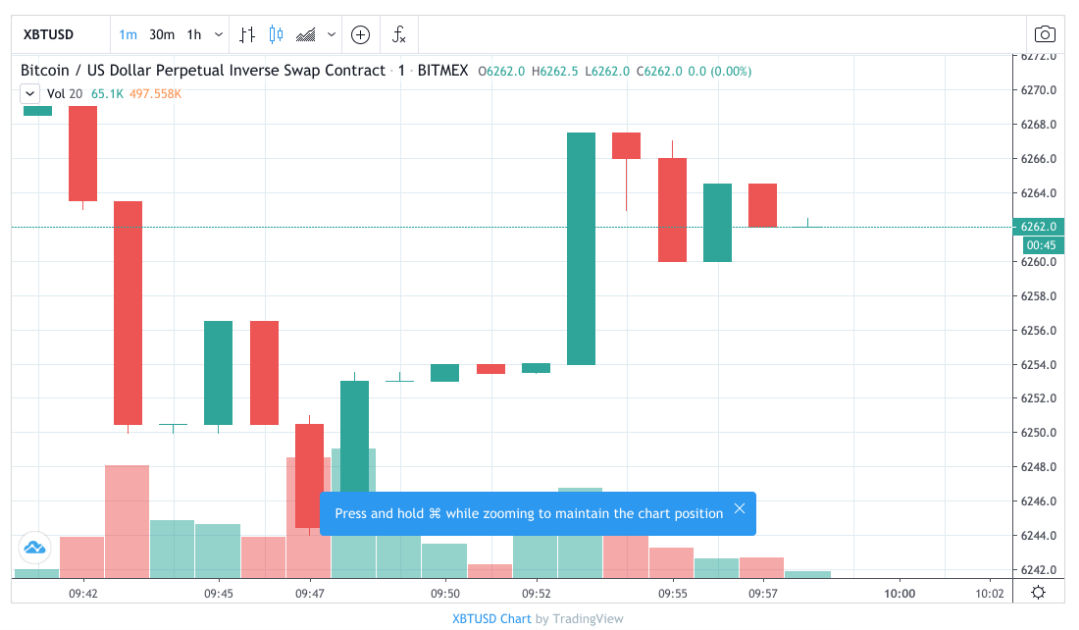 XBTUSD 1m 30m 1h
Bitcoin / US Dollar Perpetual Inverse Swap Contract · 1 · BITMEX O6262.0 H6262.5 L6262.0 C6262.0 0.0 (0.00%)
Vol 20 65.1K 497.558K
6272.0
6270.0
6268.0
6266.0
6264.0
6262.0
00:45
6260.0
6258.0
6256.0
6254.0
6252.0
6250.0
6248.0
6246.0
6244.0
6242.0
Press and hold ⌘ while zooming to maintain the chart position
09:42 09:45 09:47 09:50 09:52 09:55 09:57 10:00 10:02
XBTUSD Chart by TradingView